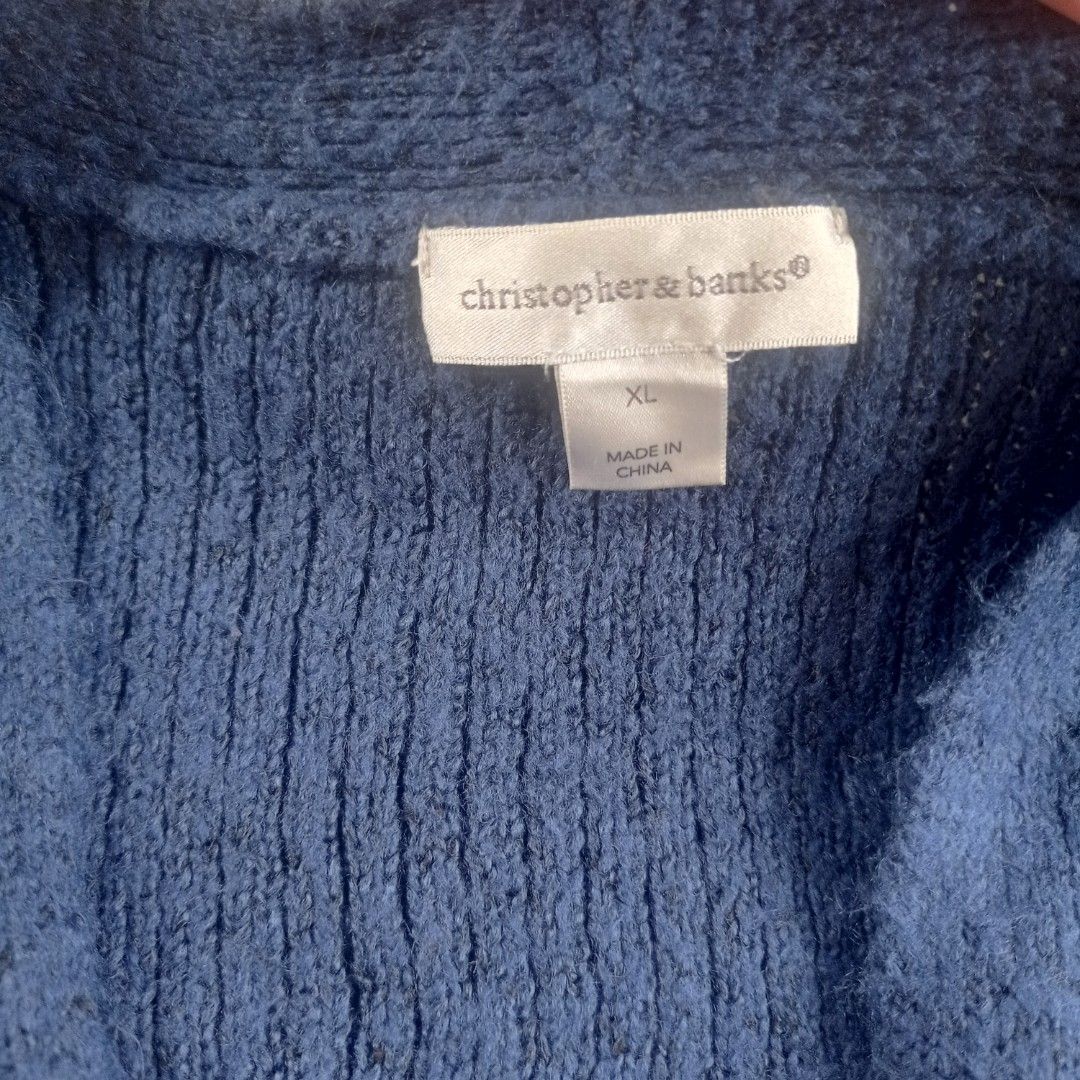 christopher & banks®
XL
MADE IN
CHINA